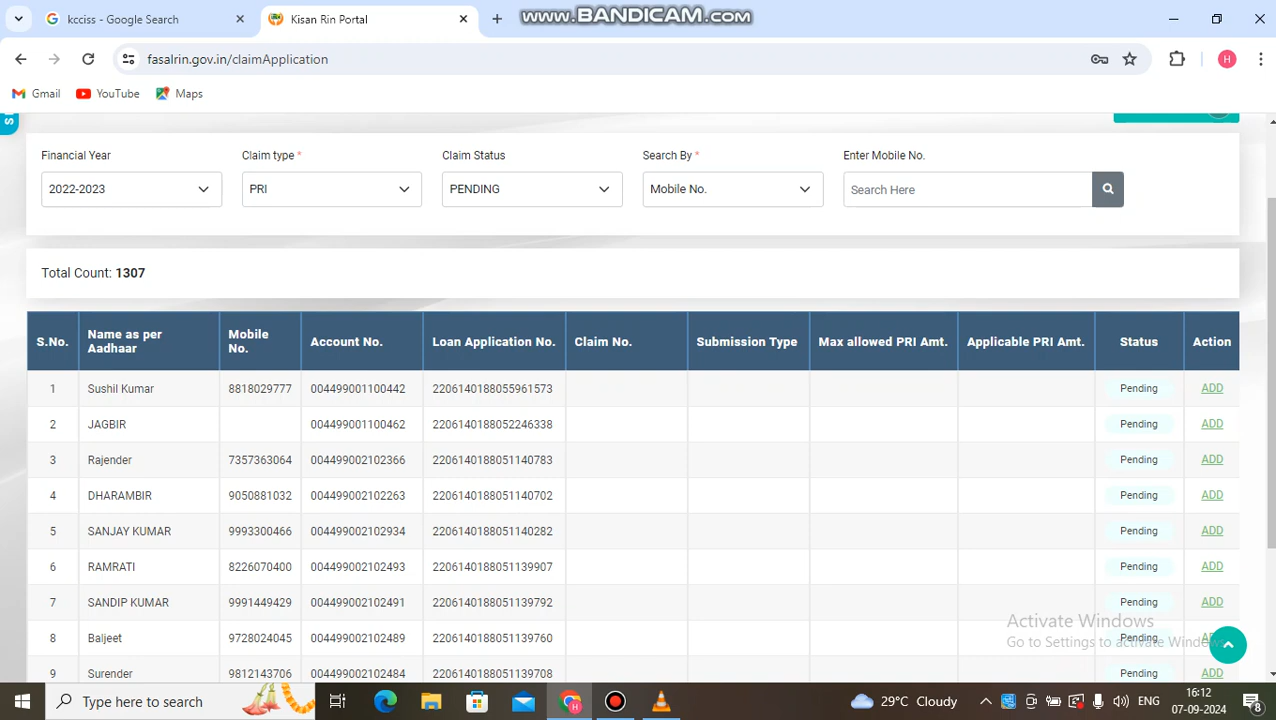 kcciss - Google Search
Kisan Rin Portal
WWW.BANDICAM.COM
fasalrin.gov.in/claimApplication
H
Gmail YouTube Maps
Financial Year Claim type * Claim Status Search By * Enter Mobile No.
2022-2023 PRI PENDING Mobile No. Search Here
Total Count: 1307
S.No. Name as per Aadhaar Mobile No. Account No. Loan Application No. Claim No. Submission Type Max allowed PRI Amt. Applicable PRI Amt. Status Action
1 Sushil Kumar 8818029777 004499001100442 2206140188055961573 Pending ADD
2 JAGBIR 004499001100462 2206140188052246338 Pending ADD
3 Rajender 7357363064 004499002102366 2206140188051140783 Pending ADD
4 DHARAMBIR 9050881032 004499002102263 2206140188051140702 Pending ADD
5 SANJAY KUMAR 9993300466 004499002102934 2206140188051140282 Pending ADD
6 RAMRATI 8226070400 004499002102493 2206140188051139907 Pending ADD
7 SANDIP KUMAR 9991449429 004499002102491 2206140188051139792 Pending ADD
8 Baljeet 9728024045 004499002102489 2206140188051139760 Pending
9 Surender 9812143706 004499002102484 2206140188051139708 Pending ADD
Activate Windows
Go to Settings to activate Windows.
Type here to search
29°C Cloudy
ENG
16:12
07-09-2024
8